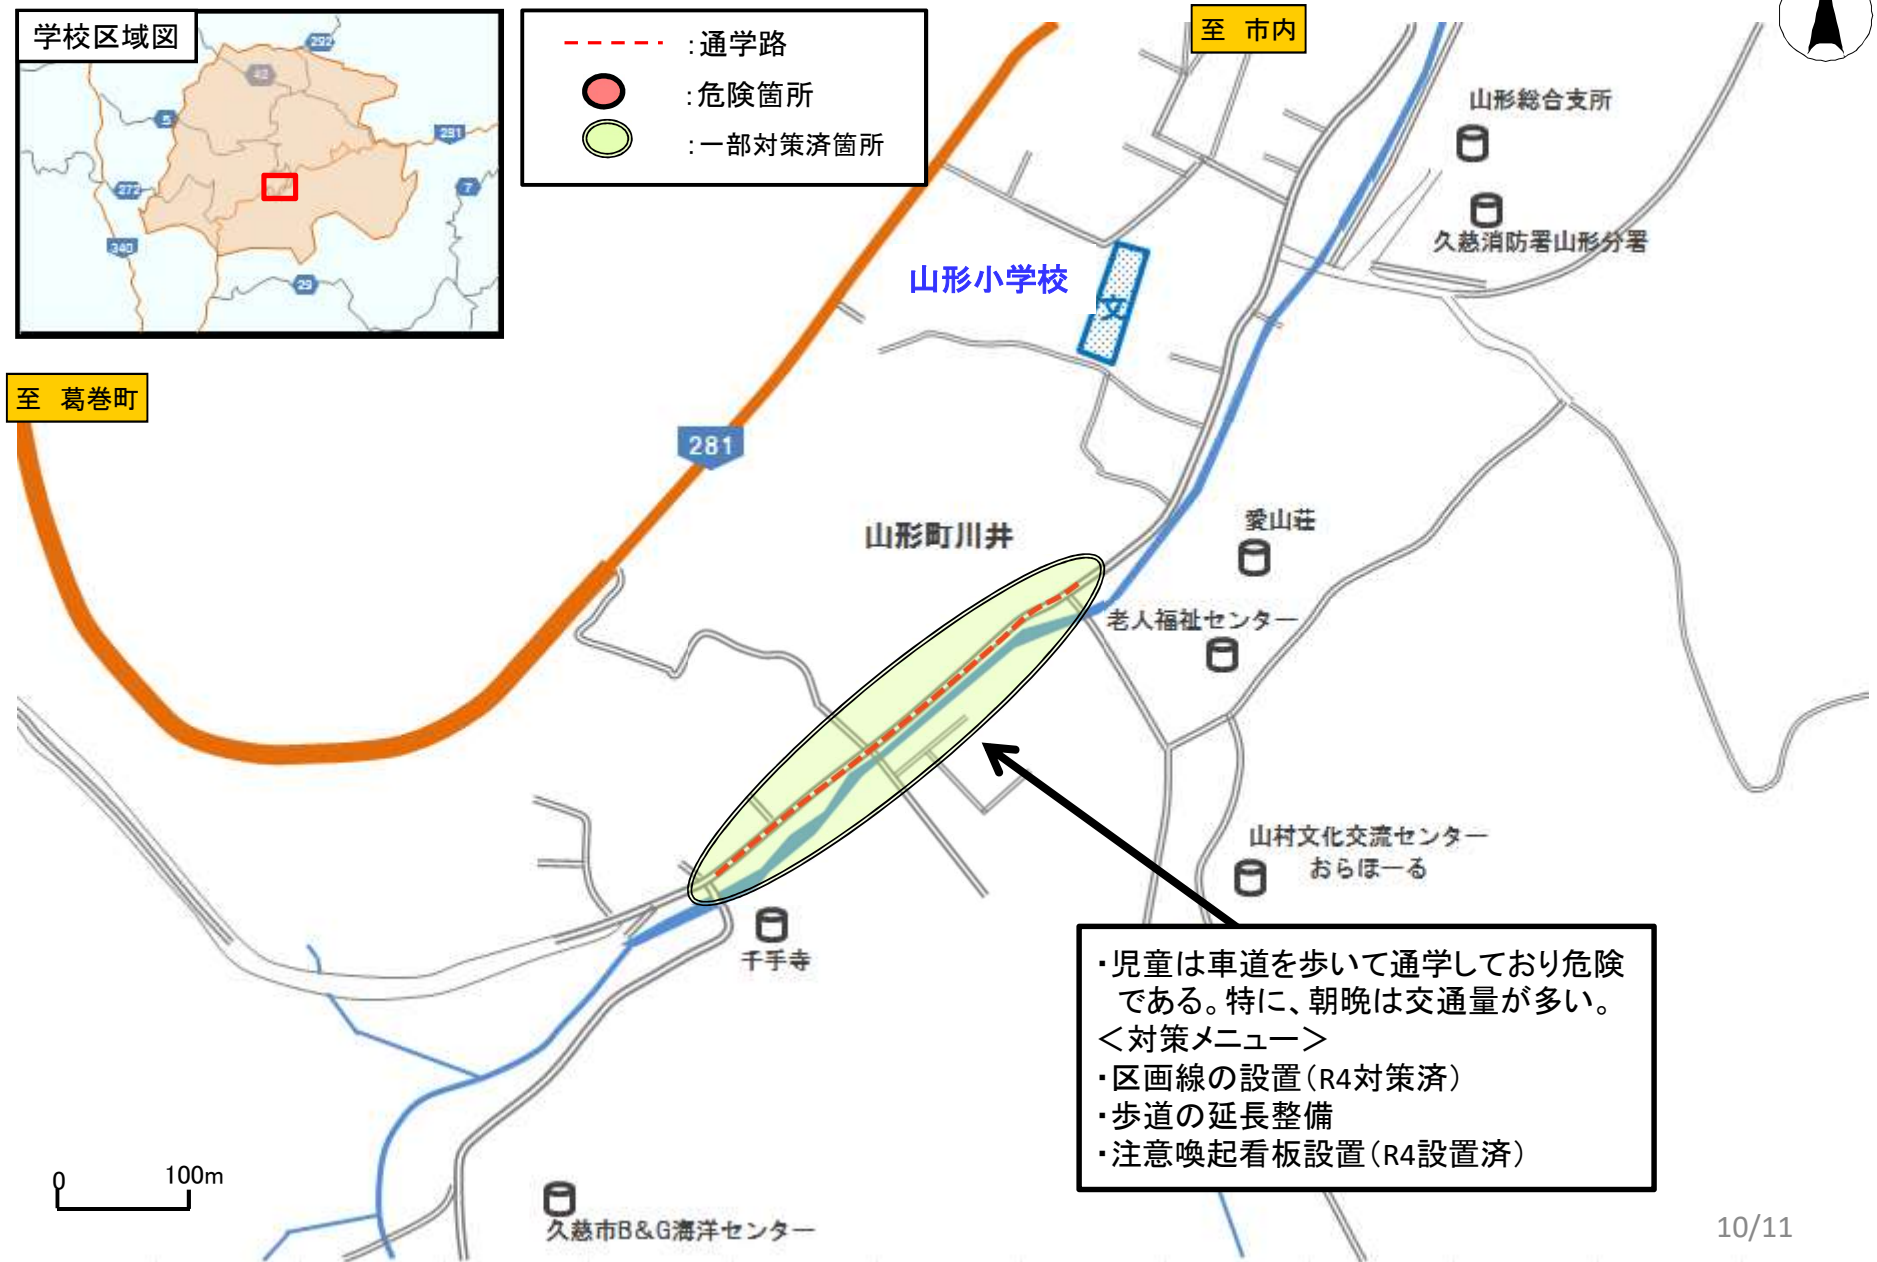 学校区域図
292
42
5
281
272
7
340
29
:通学路
:危険箇所
:一部対策済箇所
至 市内
山形総合支所
久慈消防署山形分署
山形小学校
文
至 葛巻町
281
山形町川井
愛山荘
老人福祉センター
山村文化交流センター
おらほーる
千手寺
・児童は車道を歩いて通学しており危険
である。特に、朝晩は交通量が多い。
＜対策メニュー＞
・区画線の設置(R4対策済)
・歩道の延長整備
・注意喚起看板設置(R4設置済)
0 100m
久慈市B&G海洋センター
10/11